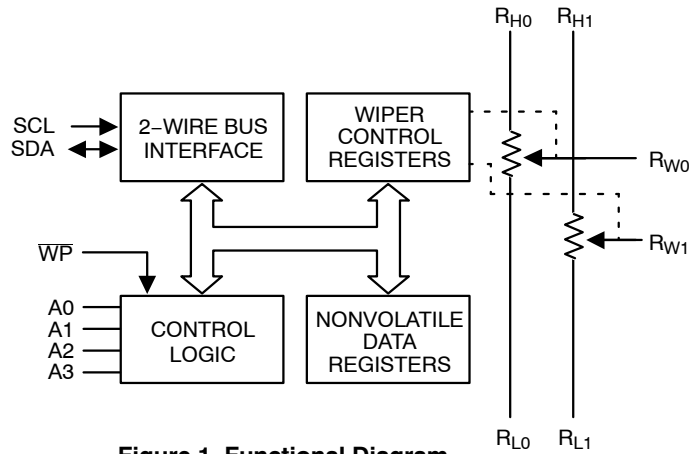 RH0 RH1
SCL
SDA
2−WIRE BUS
INTERFACE
WIPER
CONTROL
REGISTERS
RW0
RW1
WP
A0
A1
A2
A3
CONTROL
LOGIC
NONVOLATILE
DATA
REGISTERS
RL0 RL1
Figure 1. Functional Diagram